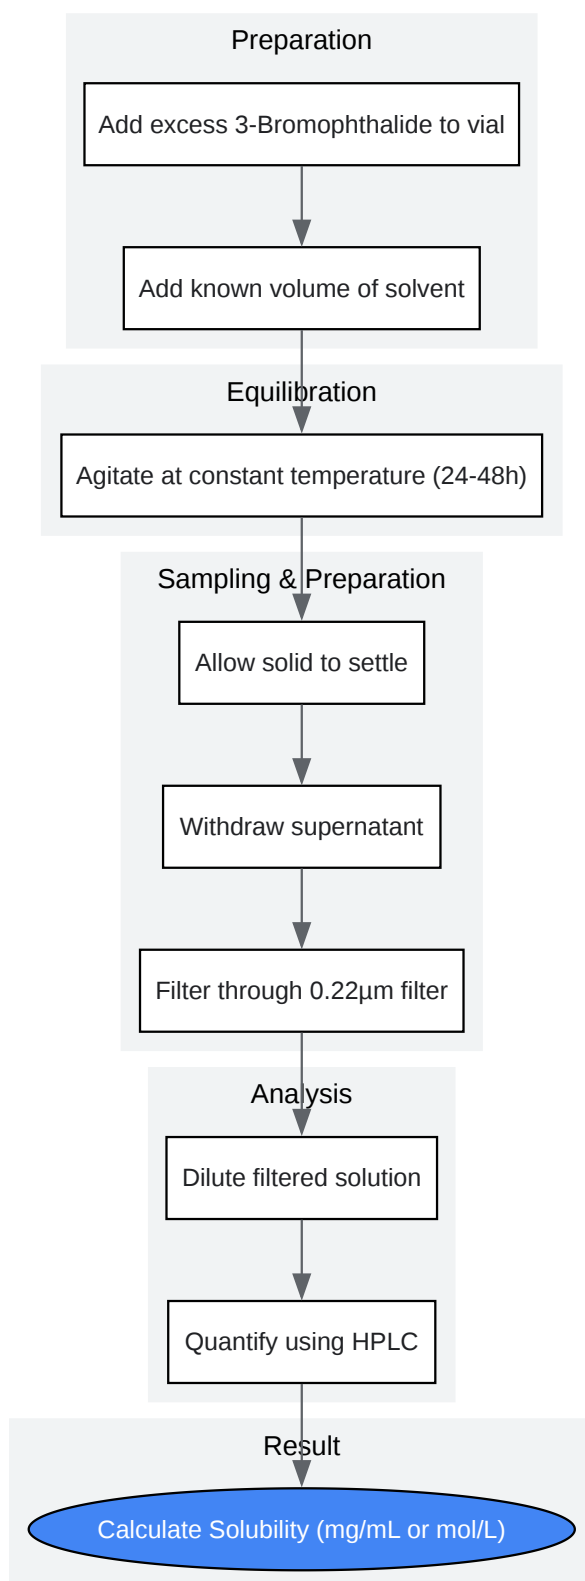 Preparation
Add excess 3-Bromophthalide to vial
Add known volume of solvent
Equilibration
Agitate at constant temperature (24-48h)
Sampling & Preparation
Allow solid to settle
Withdraw supernatant
Filter through 0.22µm filter
Analysis
Dilute filtered solution
Quantify using HPLC
Result
Calculate Solubility (mg/mL or mol/L)